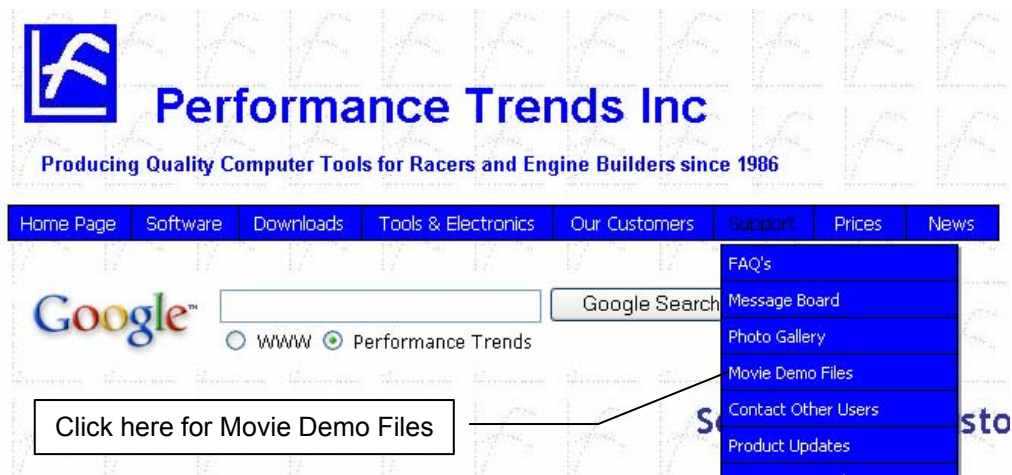 Performance Trends Inc
Producing Quality Computer Tools for Racers and Engine Builders since 1986
Home Page Software Downloads Tools & Electronics Our Customers Support Prices News
FAQ's
Google™ Google Search
Message Board
WWW Performance Trends
Photo Gallery
Movie Demo Files
Click here for Movie Demo Files
Contact Other Users
Product Updates